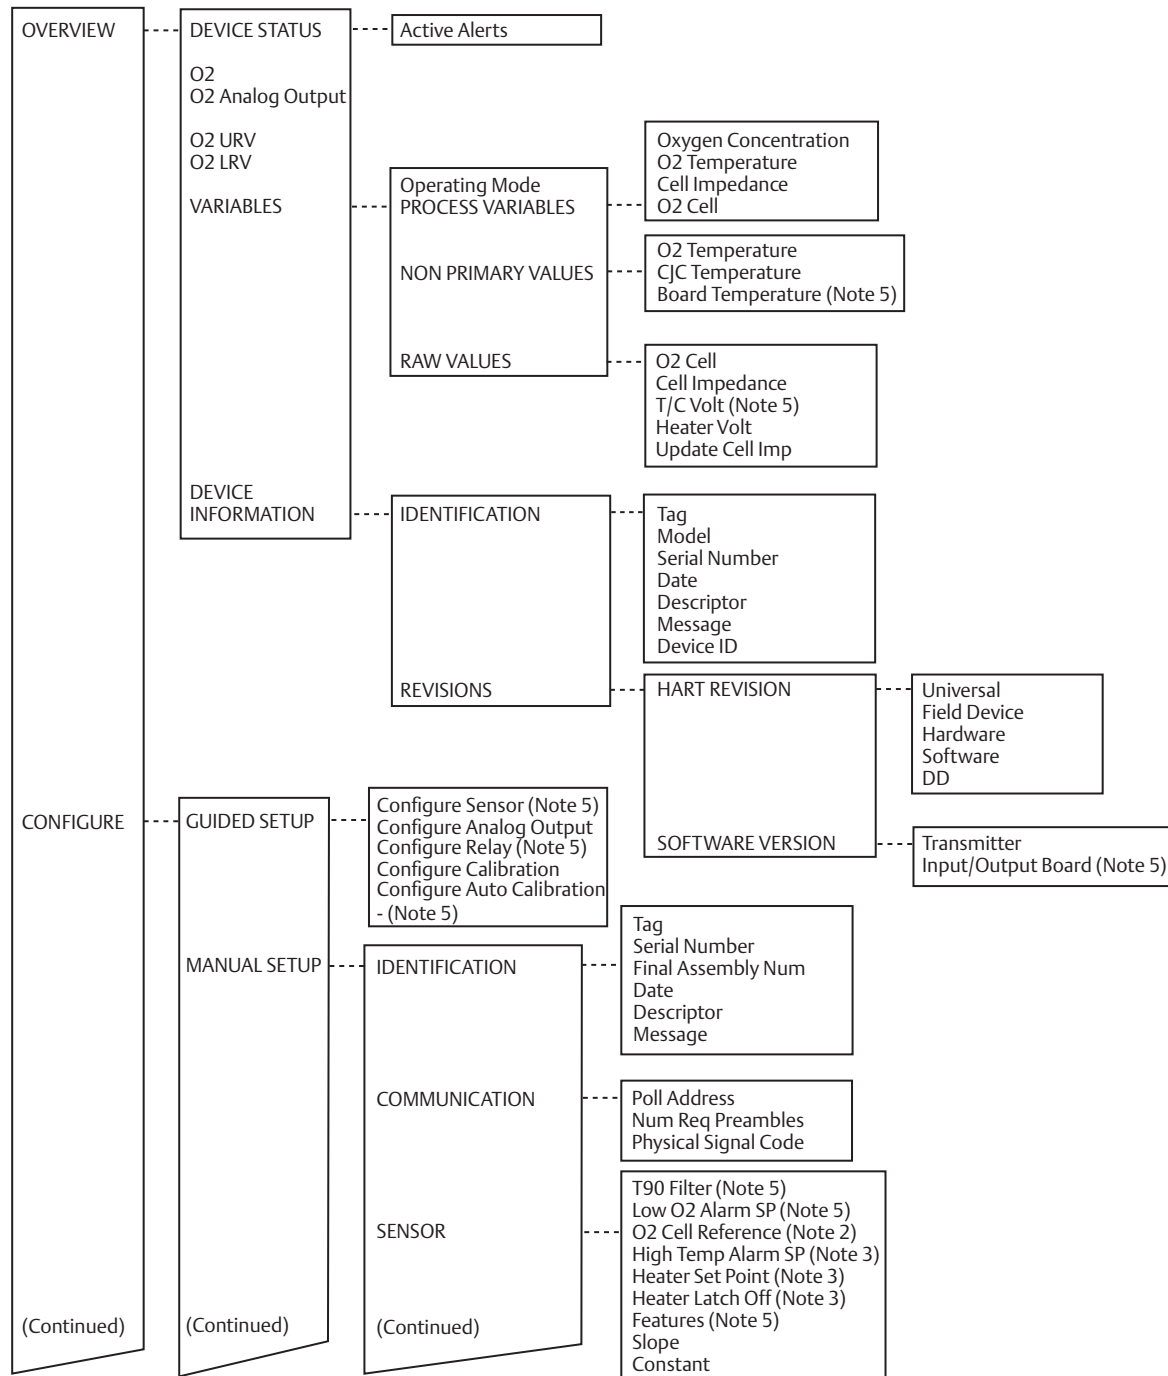 OVERVIEW
DEVICE STATUS
Active Alerts
O2
O2 Analog Output
O2 URV
O2 LRV
VARIABLES
Operating Mode
PROCESS VARIABLES
Oxygen Concentration
O2 Temperature
Cell Impedance
O2 Cell
NON PRIMARY VALUES
O2 Temperature
CJC Temperature
Board Temperature (Note 5)
RAW VALUES
O2 Cell
Cell Impedance
T/C Volt (Note 5)
Heater Volt
Update Cell Imp
DEVICE
INFORMATION
IDENTIFICATION
Tag
Model
Serial Number
Date
Descriptor
Message
Device ID
REVISIONS
HART REVISION
Universal
Field Device
Hardware
Software
DD
SOFTWARE VERSION
Transmitter
Input/Output Board (Note 5)
CONFIGURE
GUIDED SETUP
Configure Sensor (Note 5)
Configure Analog Output
Configure Relay (Note 5)
Configure Calibration
Configure Auto Calibration
- (Note 5)
MANUAL SETUP
IDENTIFICATION
Tag
Serial Number
Final Assembly Num
Date
Descriptor
Message
COMMUNICATION
Poll Address
Num Req Preambles
Physical Signal Code
SENSOR
T90 Filter (Note 5)
Low O2 Alarm SP (Note 5)
O2 Cell Reference (Note 2)
High Temp Alarm SP (Note 3)
Heater Set Point (Note 3)
Heater Latch Off (Note 3)
Features (Note 5)
Slope
Constant
(Continued)
(Continued)
(Continued)